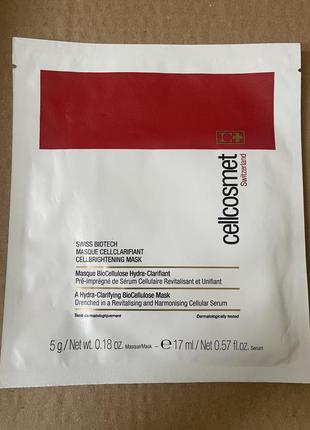 C+
cellcosmet
Switzerland
SWISS BIOTECH
MASQUE CELLCLARIFIANT
CELLBRIGHTENING MASK
Masque BioCellulose Hydra-Clarifiant
Pré-imprégné de Sérum Cellulaire Revitalisant et Unifiant
A Hydra-Clarifying BioCellulose Mask
Drenched in a Revitalising and Harmonising Cellular Serum
Testé dermatologiquement Dermatologically tested
5 g / Net wt. 0.18 oz. Masque/Mask – ℮ 17 ml / Net 0.57 fl.oz. Serum